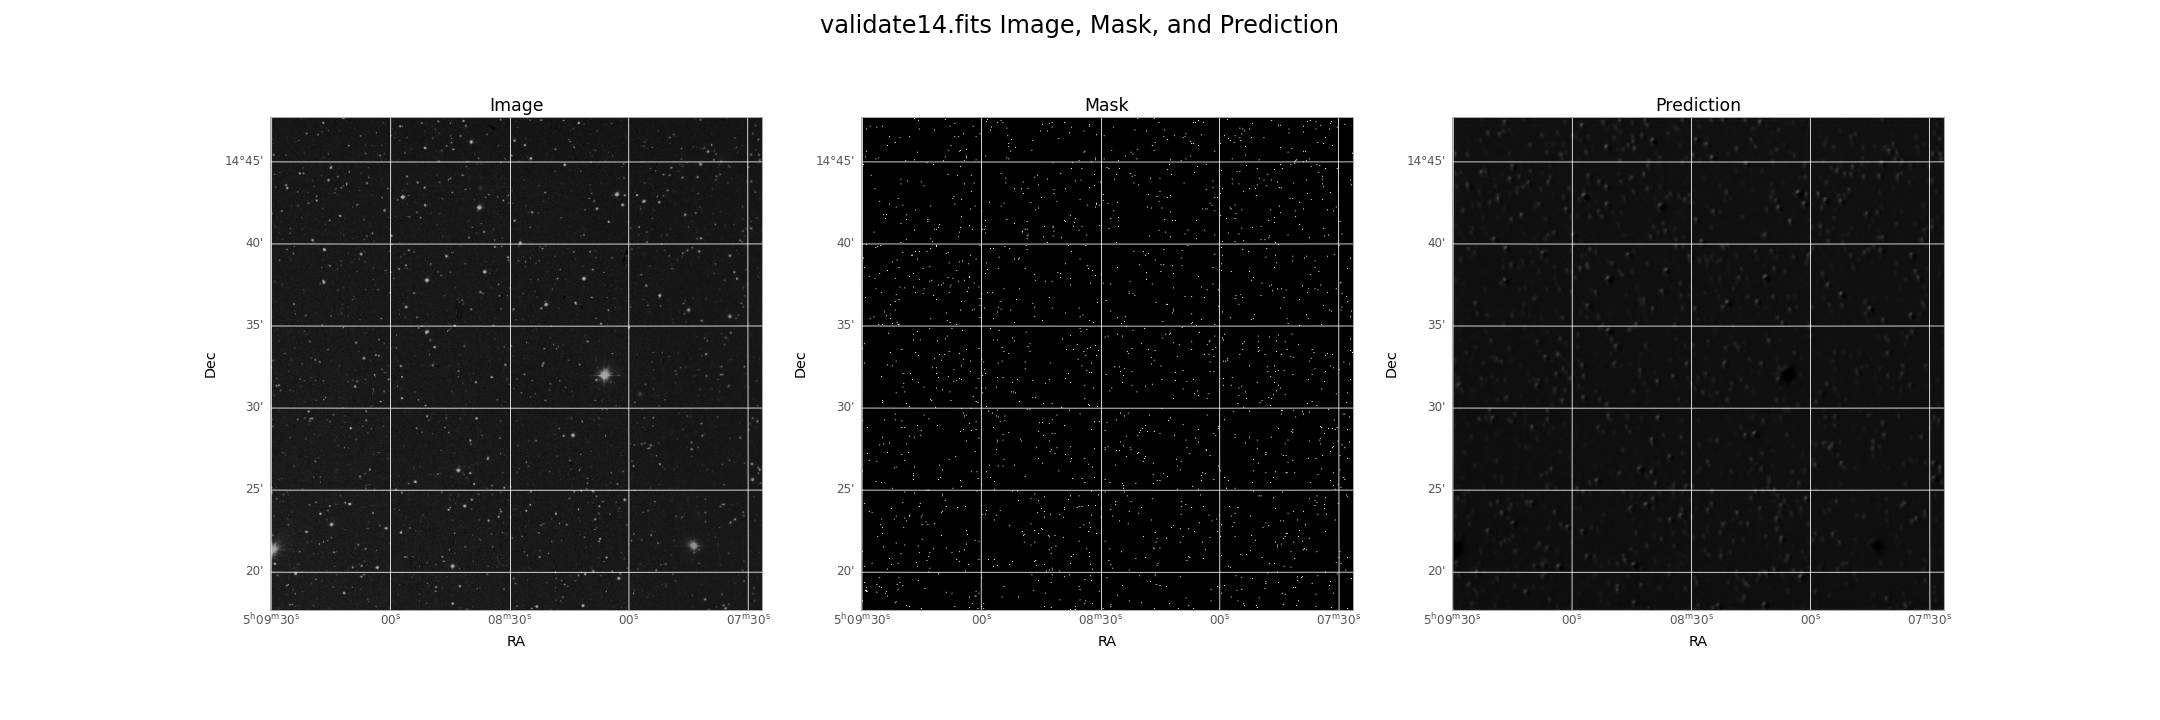 validate14.fits Image, Mask, and Prediction
Image
Mask
Prediction
14°45'
40'
35'
30'
25'
20'
Dec
5ʰ09ᵐ30ˢ 00ˢ 08ᵐ30ˢ 00ˢ 07ᵐ30ˢ
RA
14°45'
40'
35'
30'
25'
20'
Dec
5ʰ09ᵐ30ˢ 00ˢ 08ᵐ30ˢ 00ˢ 07ᵐ30ˢ
RA
14°45'
40'
35'
30'
25'
20'
Dec
5ʰ09ᵐ30ˢ 00ˢ 08ᵐ30ˢ 00ˢ 07ᵐ30ˢ
RA